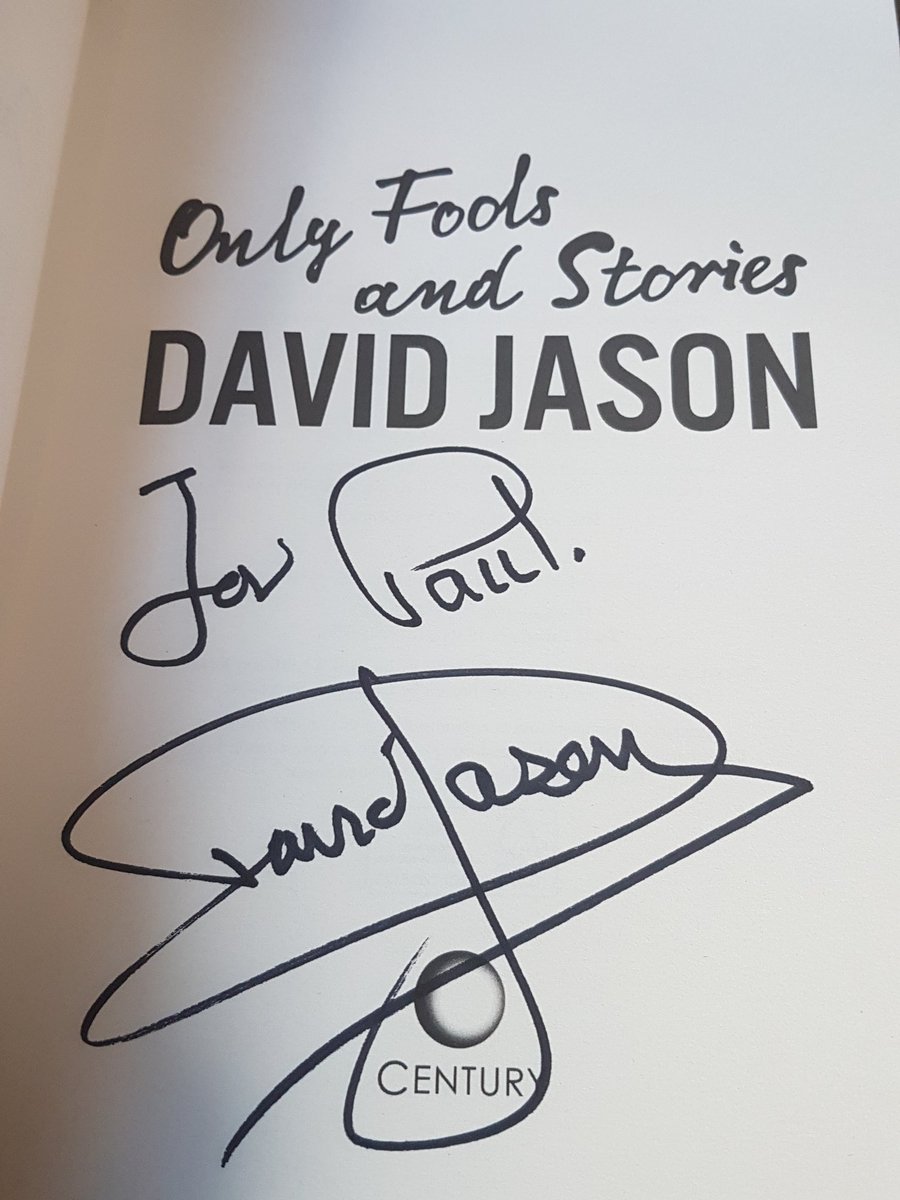 Only Fools
and Stories
DAVID JASON
For Paul.
David Jason
CENTURY